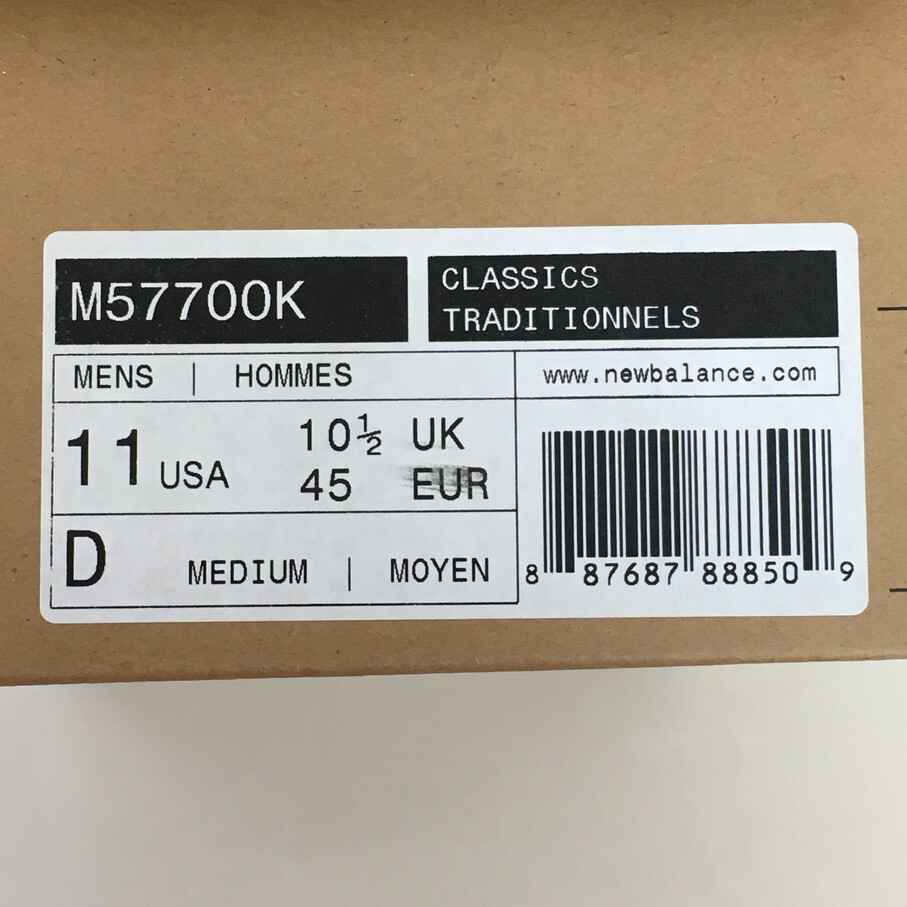 M57700K
CLASSICS
TRADITIONNELS
MENS | HOMMES
www.newbalance.com
11 USA
10½ UK
45 EUR
D MEDIUM | MOYEN
8 87687 88850 9